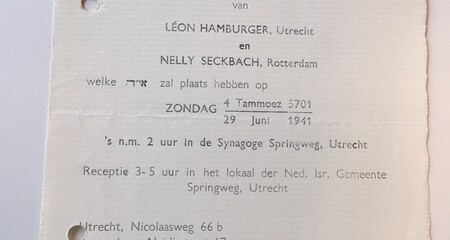 van
LÉON HAMBURGER, Utrecht
en
NELLY SECKBACH, Rotterdam
welke אי״ה zal plaats hebben op
ZONDAG 4 Tammoez 5701
29 Juni 1941
's n.m. 2 uur in de Synagoge Springweg, Utrecht
Receptie 3-5 uur in het lokaal der Ned. Isr. Gemeente
Springweg, Utrecht
Utrecht, Nicolaasweg 66 b